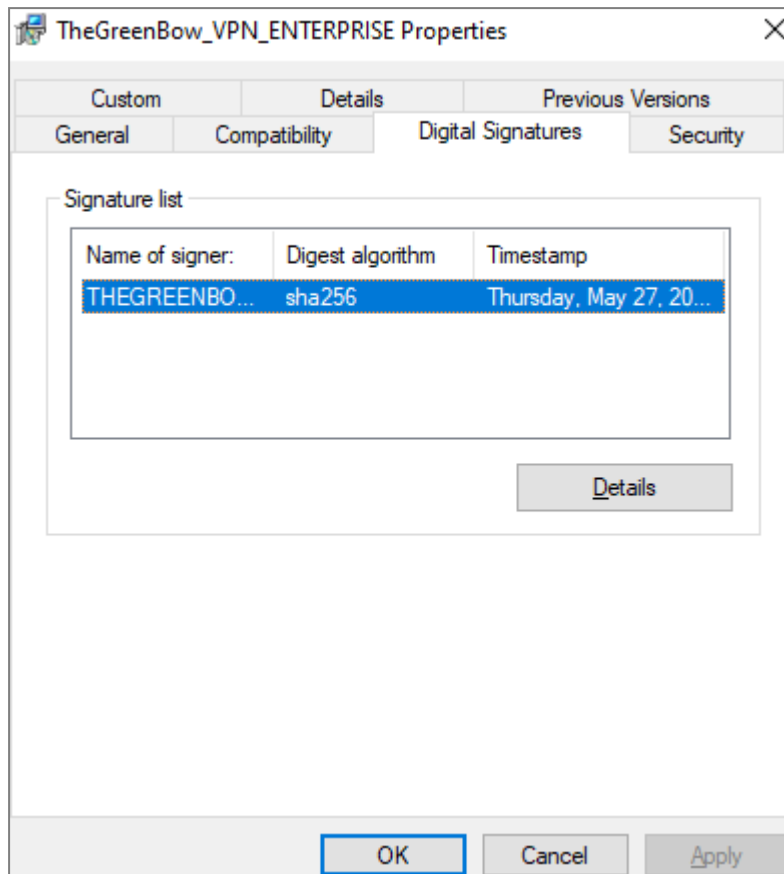 TheGreenBow_VPN_ENTERPRISE Properties
Custom Details Previous Versions
General Compatibility Digital Signatures Security
Signature list
Name of signer: Digest algorithm Timestamp
THEGREENBO... sha256 Thursday, May 27, 20...
Details
OK Cancel Apply